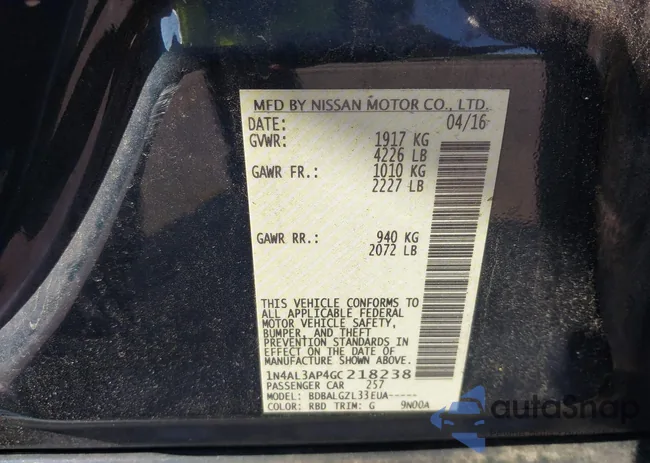 MFD BY NISSAN MOTOR CO., LTD.
DATE: 04/16
GVWR: 1917 KG
4226 LB
GAWR FR.: 1010 KG
2227 LB
GAWR RR.: 940 KG
2072 LB
THIS VEHICLE CONFORMS TO
ALL APPLICABLE FEDERAL
MOTOR VEHICLE SAFETY,
BUMPER, AND THEFT
PREVENTION STANDARDS IN
EFFECT ON THE DATE OF
MANUFACTURE SHOWN ABOVE.
1N4AL3AP4GC218238
PASSENGER CAR 257
MODEL: BDBALGZL33EUA-----
COLOR: RBD TRIM: G 9N00A
autoSnap